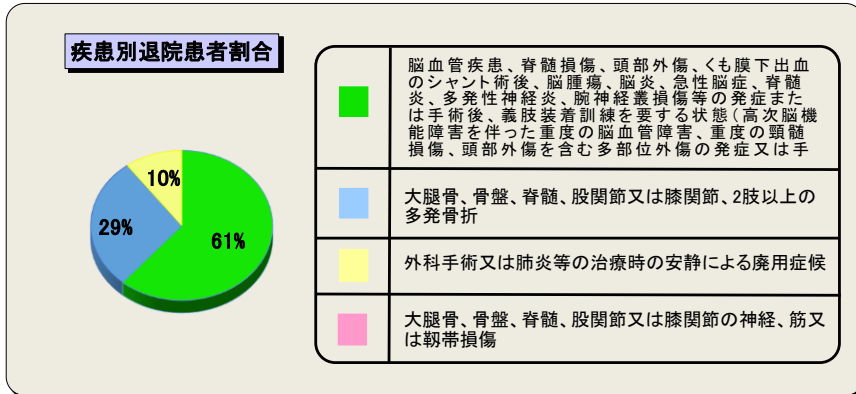 疾患別退院患者割合
10%
29%
61%
脳血管疾患、脊髄損傷、頭部外傷、くも膜下出血
のシャント術後、脳腫瘍、脳炎、急性脳症、脊髄
炎、多発性神経炎、腕神経叢損傷等の発症また
は手術後、義肢装着訓練を要する状態（高次脳機
能障害を伴った重度の脳血管障害、重度の頸髄
損傷、頭部外傷を含む多部位外傷の発症又は手
大腿骨、骨盤、脊髄、股関節又は膝関節、2肢以上の
多発骨折
外科手術又は肺炎等の治療時の安静による廃用症候
大腿骨、骨盤、脊髄、股関節又は膝関節の神経、筋又
は靱帯損傷